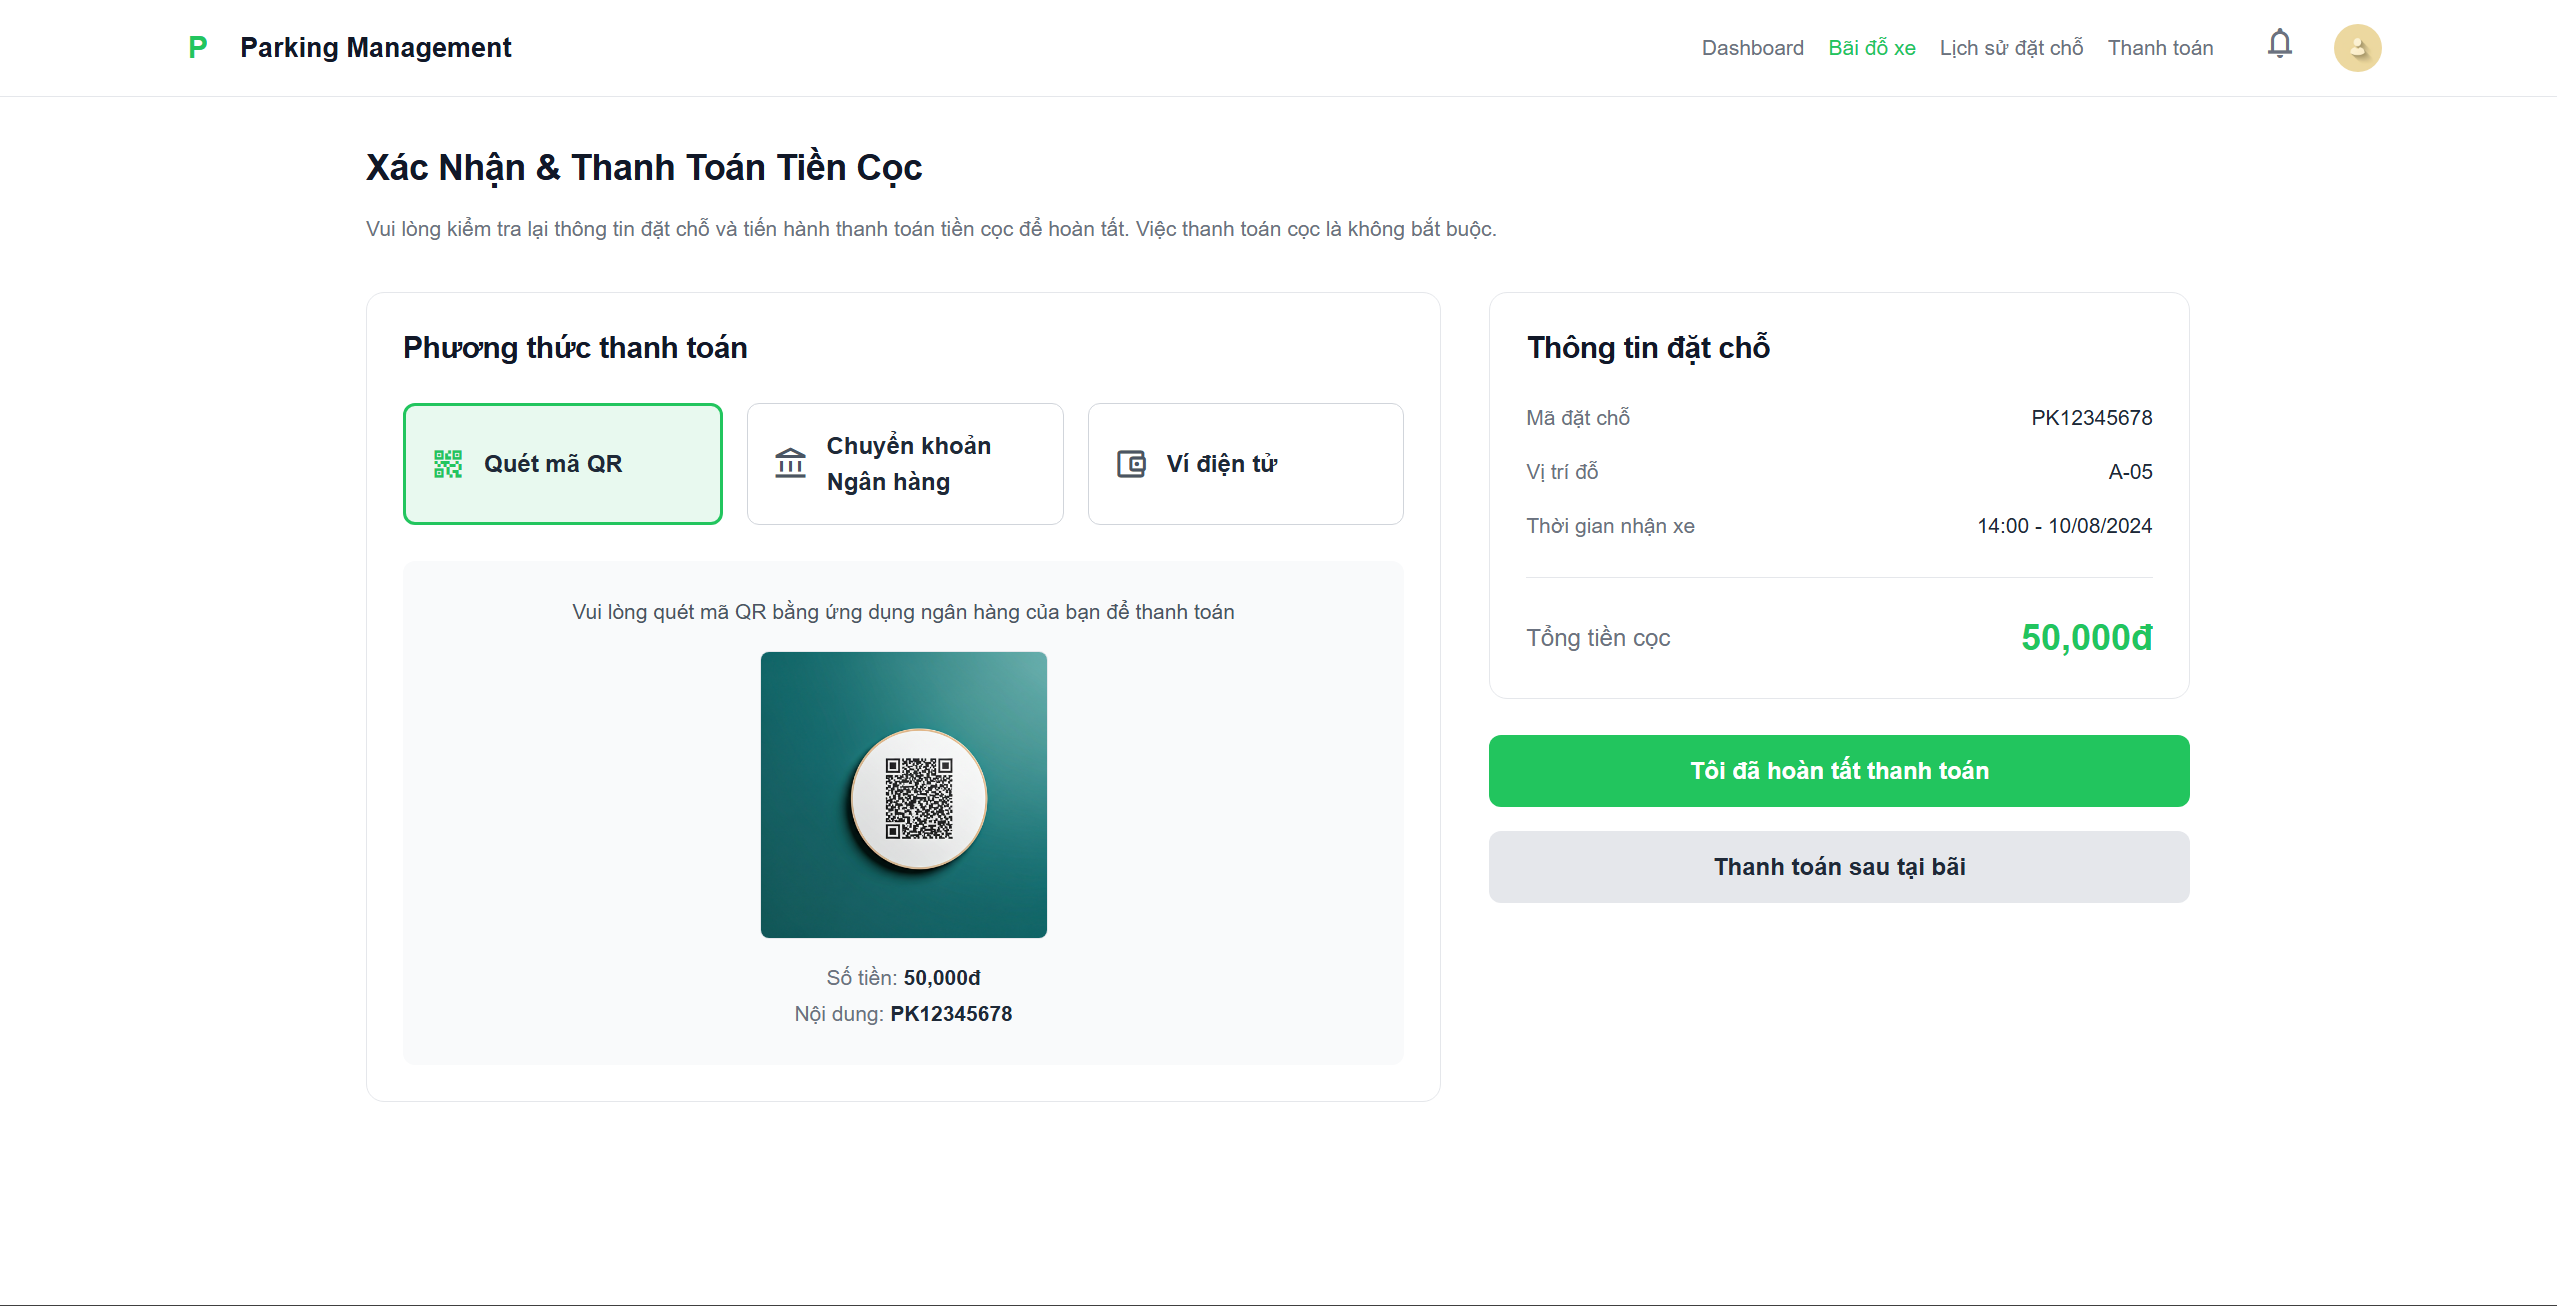 P Parking Management
Dashboard Bãi đỗ xe Lịch sử đặt chỗ Thanh toán
Xác Nhận & Thanh Toán Tiền Cọc
Vui lòng kiểm tra lại thông tin đặt chỗ và tiến hành thanh toán tiền cọc để hoàn tất. Việc thanh toán cọc là không bắt buộc.
Phương thức thanh toán
Quét mã QR
Chuyển khoản
Ngân hàng
Ví điện tử
Vui lòng quét mã QR bằng ứng dụng ngân hàng của bạn để thanh toán
Số tiền: 50,000đ
Nội dung: PK12345678
Thông tin đặt chỗ
Mã đặt chỗ PK12345678
Vị trí đỗ A-05
Thời gian nhận xe 14:00 - 10/08/2024
Tổng tiền cọc 50,000đ
Tôi đã hoàn tất thanh toán
Thanh toán sau tại bãi